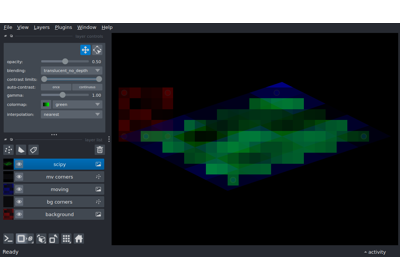 File View Layers Plugins Window Help
opacity: 0.50
blending: translucent_no_depth
contrast limits:
auto-contrast: once continuous
gamma: 1.00
colormap: green
interpolation: nearest
scipy
mv corners
moving
bg corners
background
Ready activity